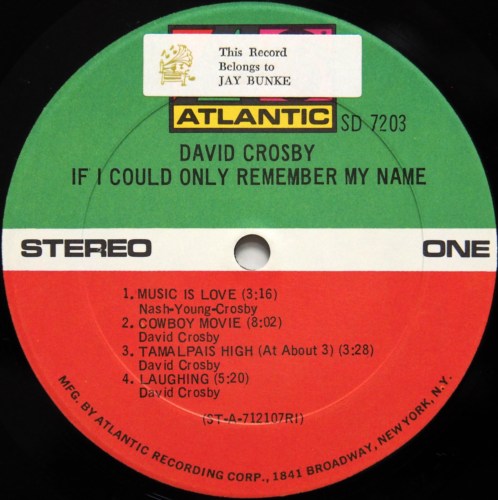 This Record
Belongs to
JAY BUNKE
ATLANTIC
SD 7203
DAVID CROSBY
IF I COULD ONLY REMEMBER MY NAME
STEREO ONE
1. MUSIC IS LOVE (3:16)
Nash-Young-Crosby
2. COWBOY MOVIE (8:02)
David Crosby
3. TAMALPAIS HIGH (At About 3) (3:28)
David Crosby
4. LAUGHING (5:20)
David Crosby
(ST-A-712107RI)
MFG. BY ATLANTIC RECORDING CORP., 1841 BROADWAY, NEW YORK, N.Y.